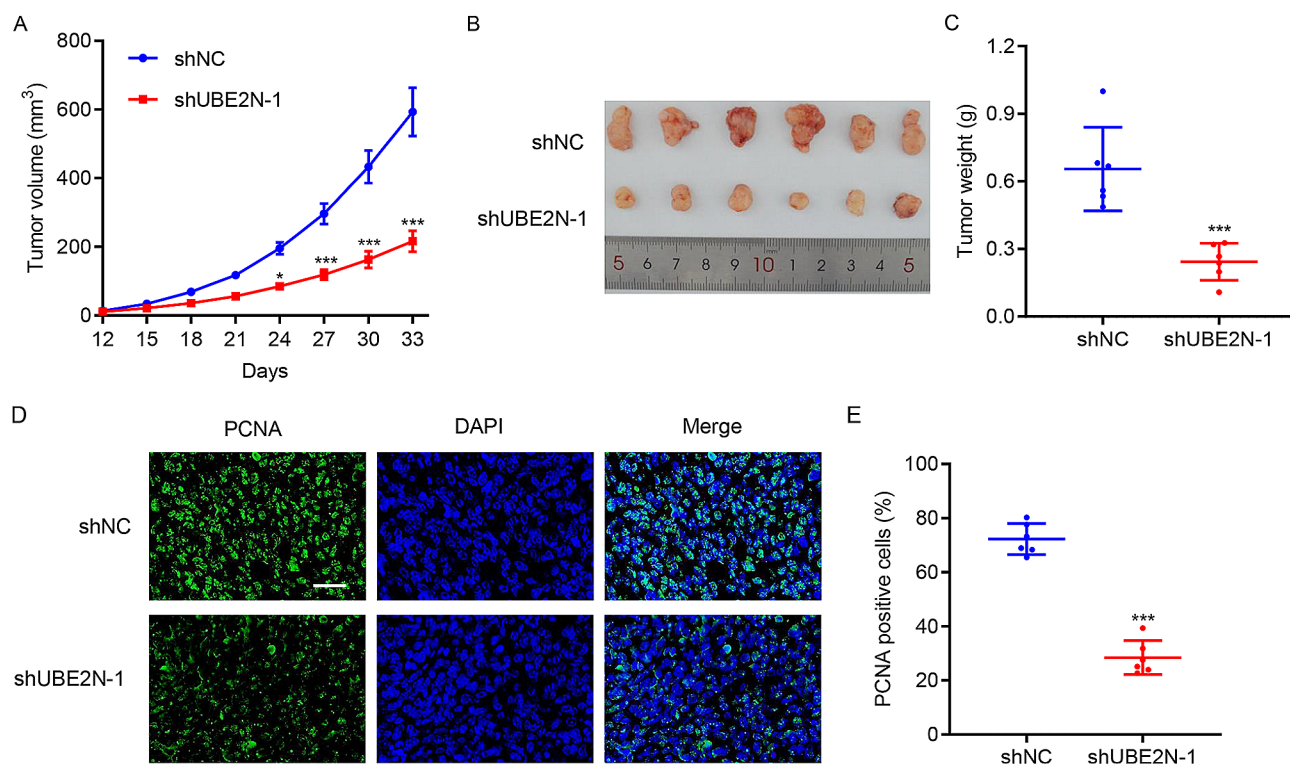 A
Tumor volume (mm³)
800
600
400
200
0
shNC
shUBE2N-1
*
***
***
***
12 15 18 21 24 27 30 33
Days
B
shNC
shUBE2N-1
5 6 7 8 9 10 1 2 3 4 5
C
Tumor weight (g)
1.2
0.9
0.6
0.3
0.0
***
shNC shUBE2N-1
D
PCNA DAPI Merge
shNC
shUBE2N-1
E
PCNA positive cells (%)
100
80
60
40
20
0
***
shNC shUBE2N-1